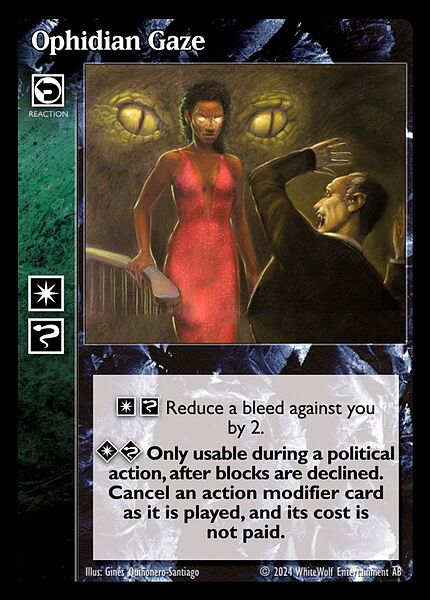 Ophidian Gaze
REACTION
Reduce a bleed against you
by 2.
Only usable during a political
action, after blocks are declined.
Cancel an action modifier card
as it is played, and its cost is
not paid.
Illus: Ginés Quiñonero-Santiago © 2024 WhiteWolf Entertainment AB